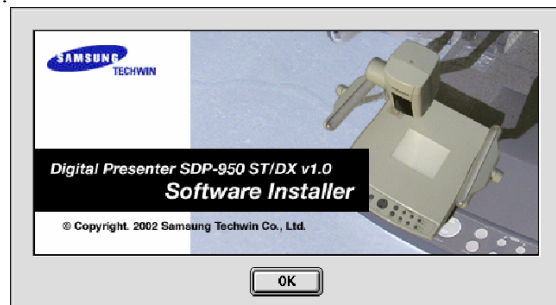 SAMSUNG
TECHWIN
Digital Presenter SDP-950 ST/DX v1.0
Software Installer
© Copyright. 2002 Samsung Techwin Co., Ltd.
OK